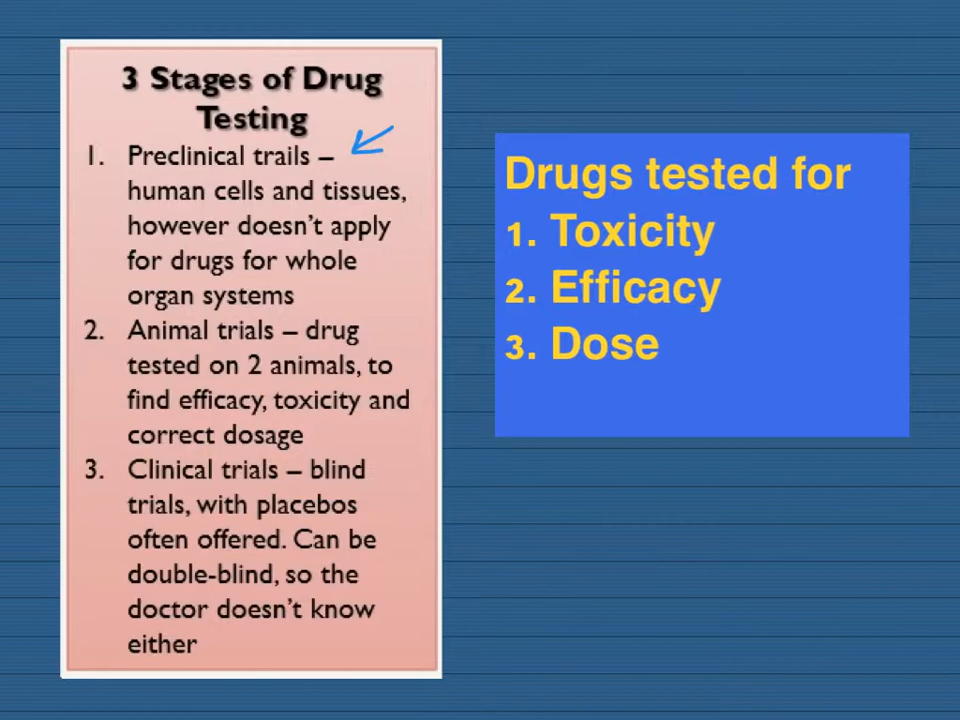 3 Stages of Drug
Testing
1. Preclinical trails –
human cells and tissues,
however doesn't apply
for drugs for whole
organ systems
2. Animal trials – drug
tested on 2 animals, to
find efficacy, toxicity and
correct dosage
3. Clinical trials – blind
trials, with placebos
often offered. Can be
double-blind, so the
doctor doesn't know
either
Drugs tested for
1. Toxicity
2. Efficacy
3. Dose